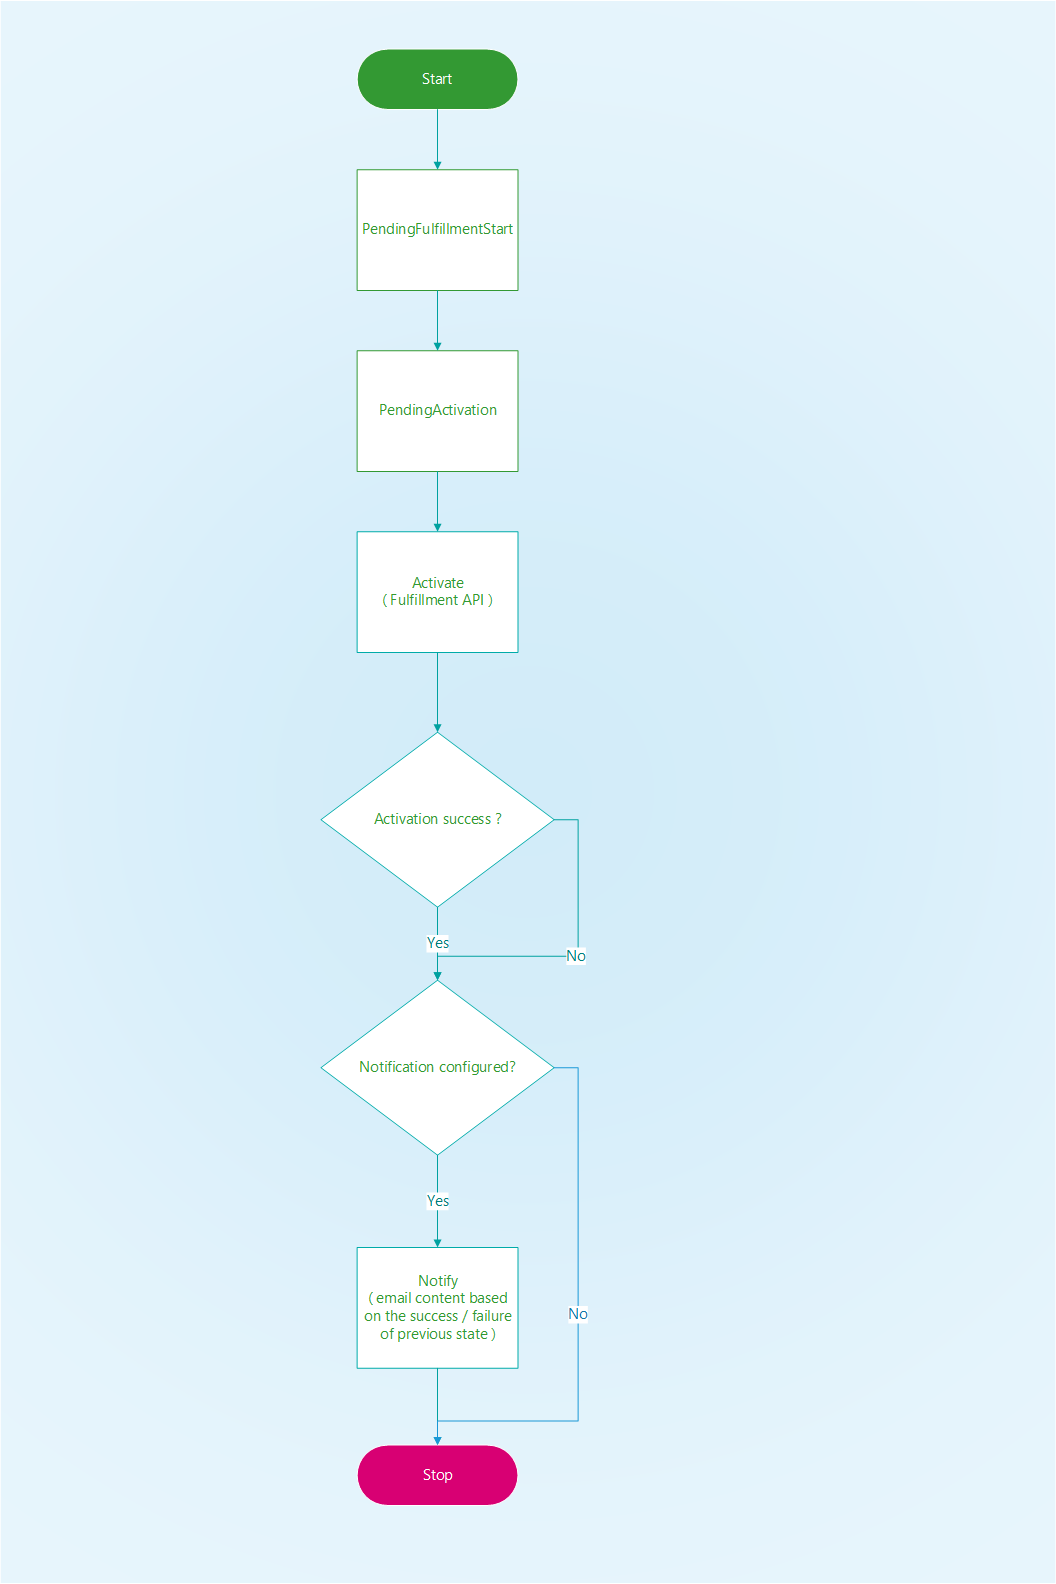 Start
PendingFulfillmentStart
PendingActivation
Activate
( Fulfillment API )
Activation success ?
Yes
No
Notification configured?
Yes
Notify
( email content based
on the success / failure
of previous state )
No
Stop